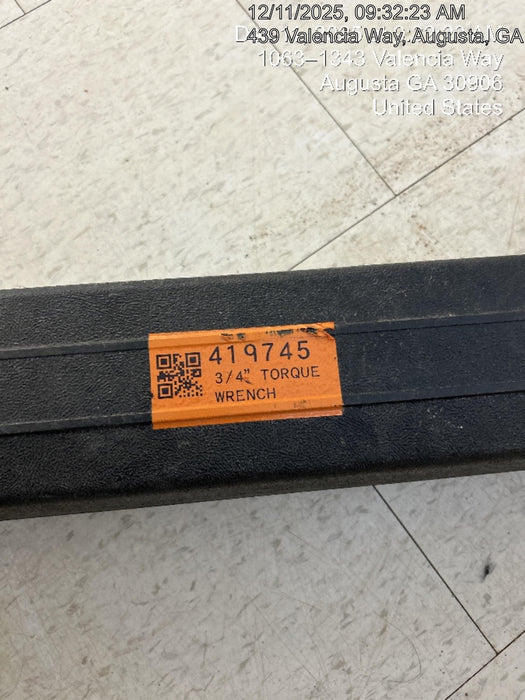 12/11/2025, 09:32:23 AM
439 Valencia Way, Augusta, GA
1063–1343 Valencia Way
Augusta GA 30906
United States
419745
3/4" TORQUE
WRENCH